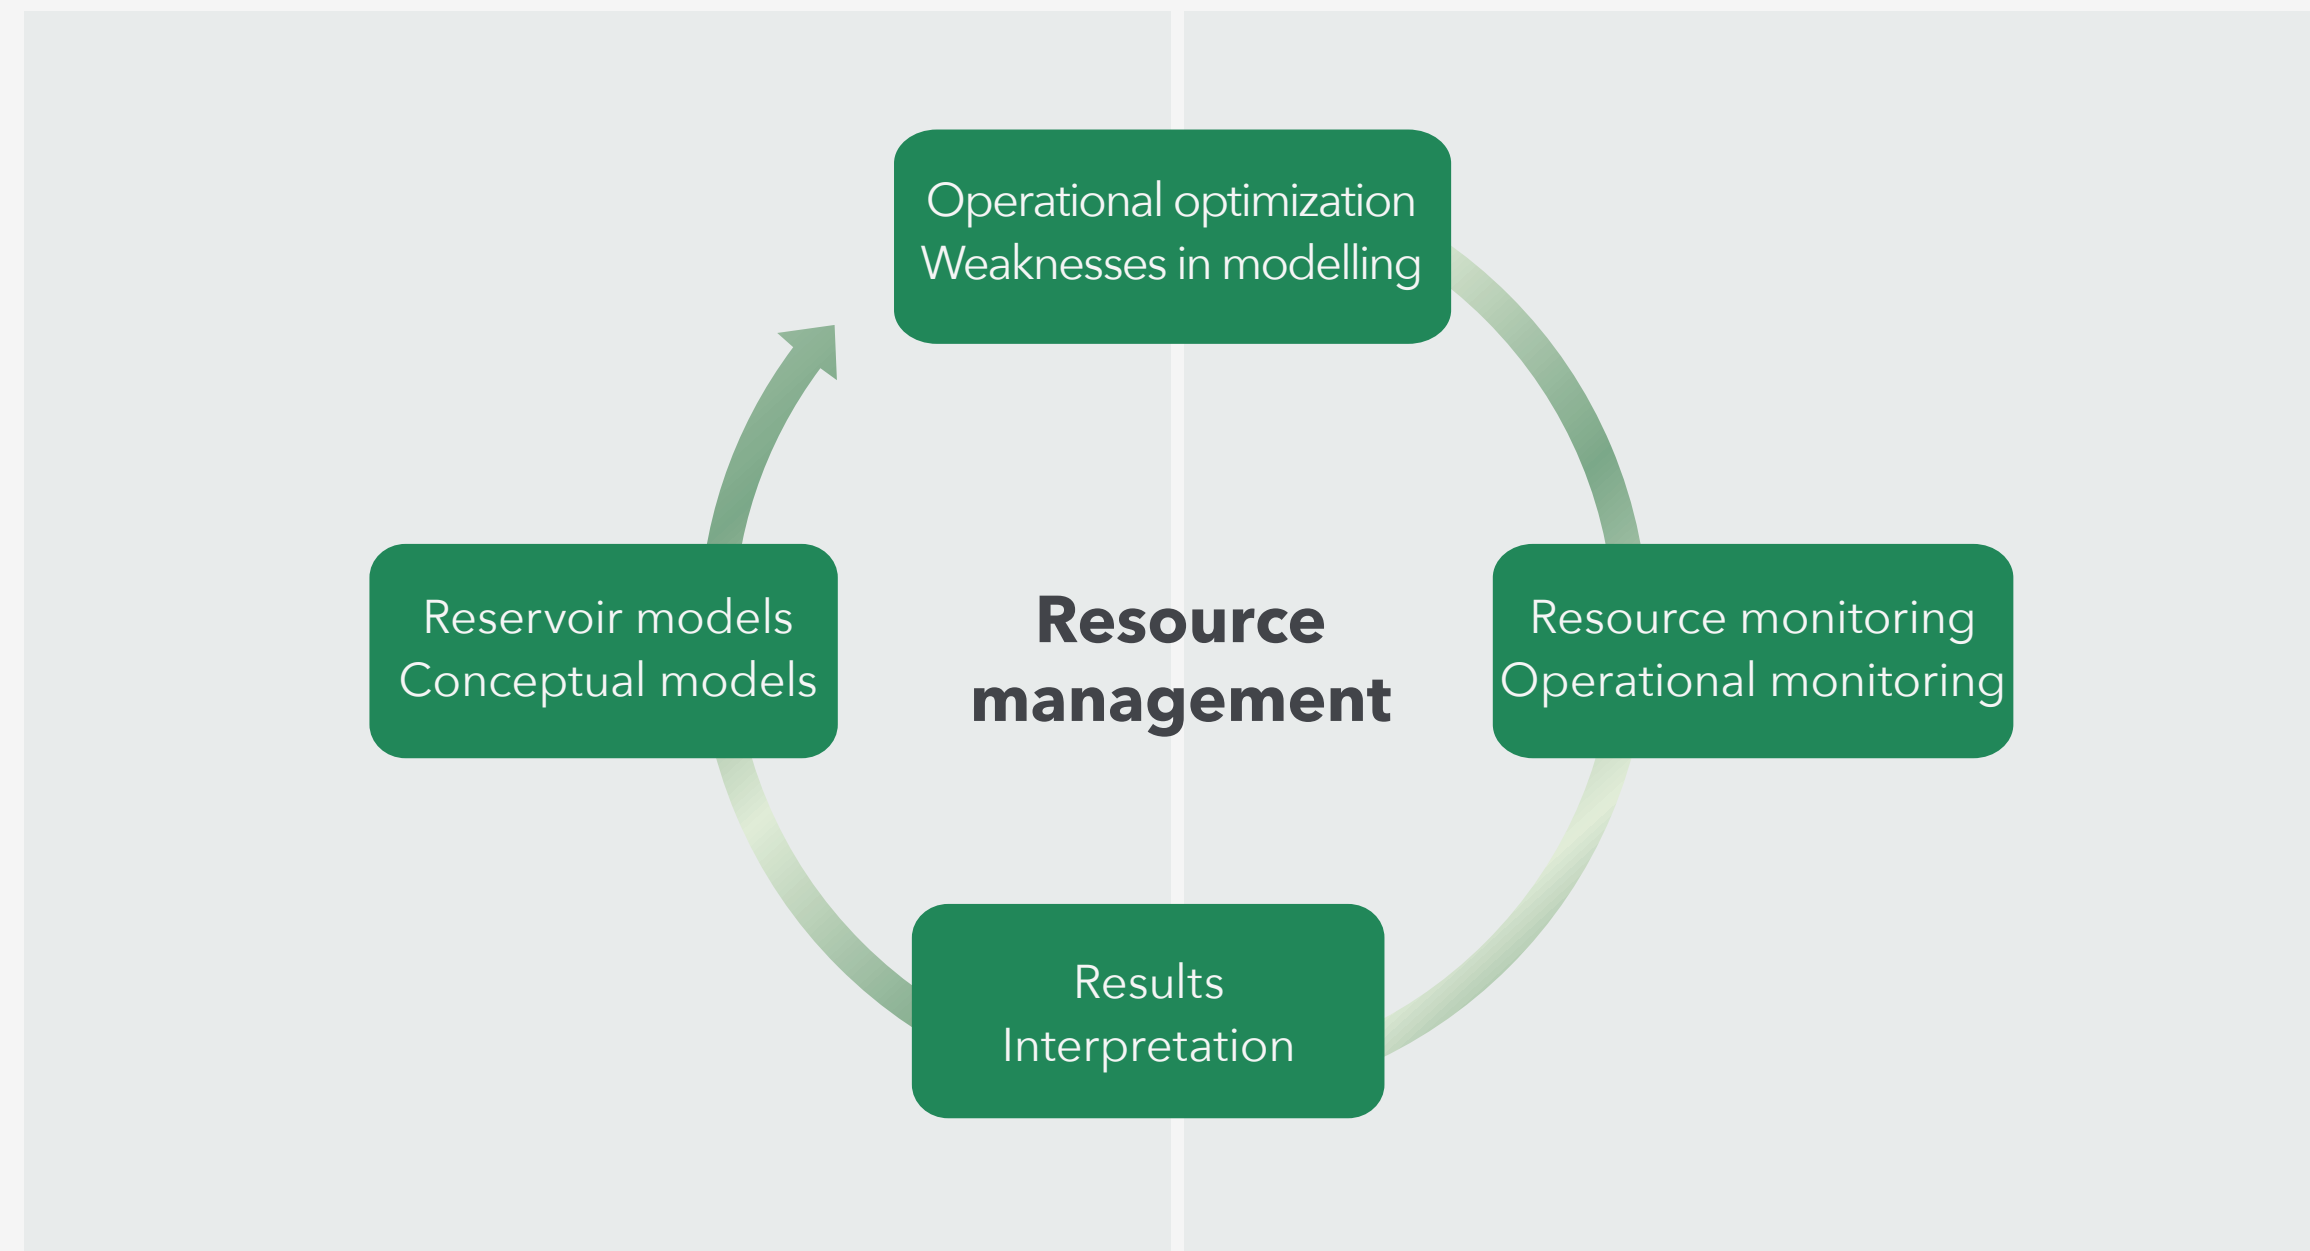 Operational optimization
Weaknesses in modelling
Reservoir models
Conceptual models
Resource
management
Resource monitoring
Operational monitoring
Results
Interpretation